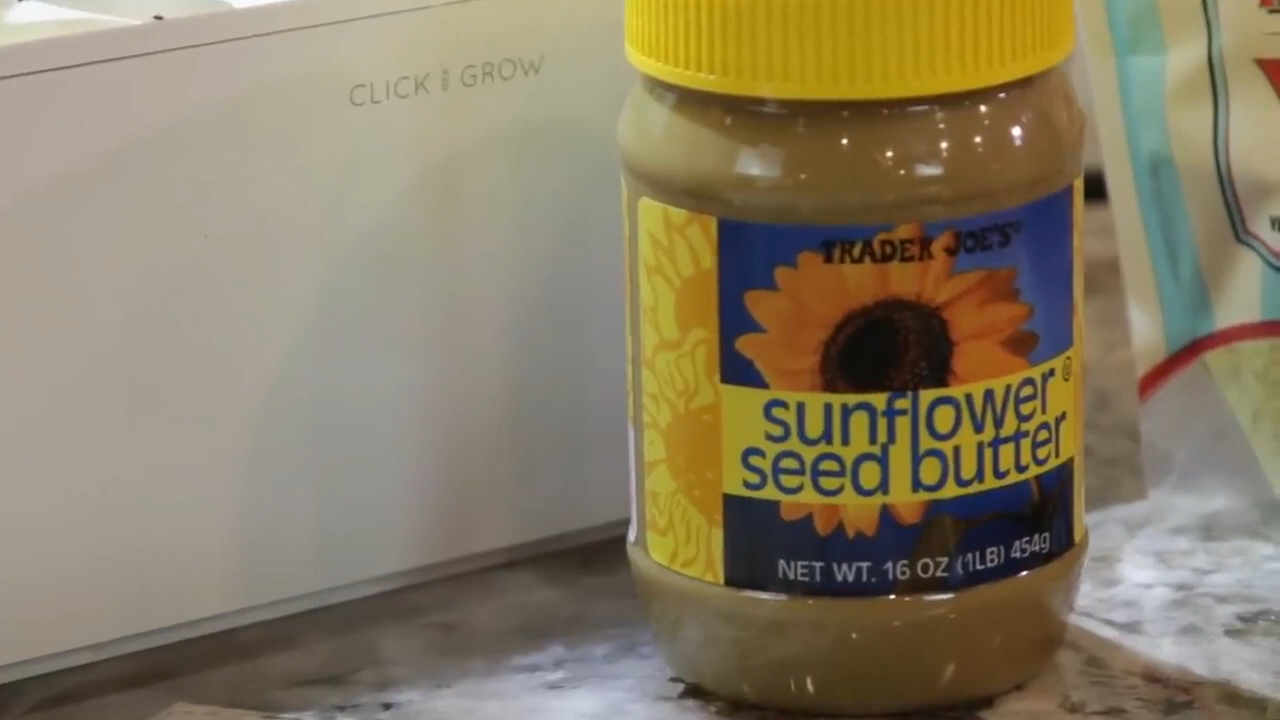 CLICK GROW
TRADER JOE'S
sunflower®
seed butter
NET WT. 16 OZ (1LB) 454g